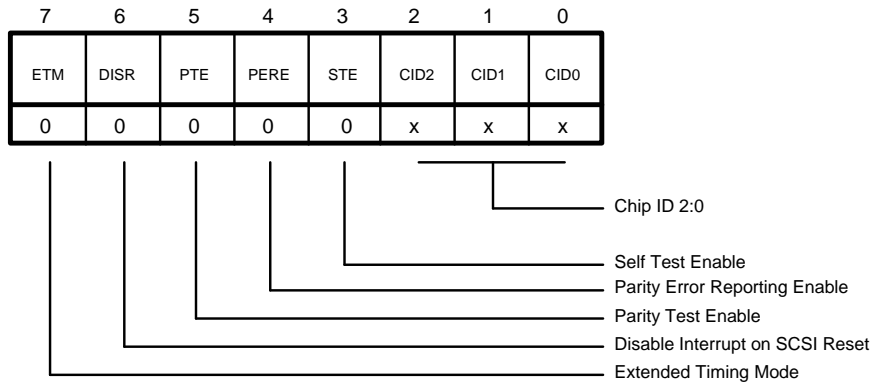 7 6 5 4 3 2 1 0
ETM DISR PTE PERE STE CID2 CID1 CID0
0 0 0 0 0 x x x
Chip ID 2:0
Self Test Enable
Parity Error Reporting Enable
Parity Test Enable
Disable Interrupt on SCSI Reset
Extended Timing Mode